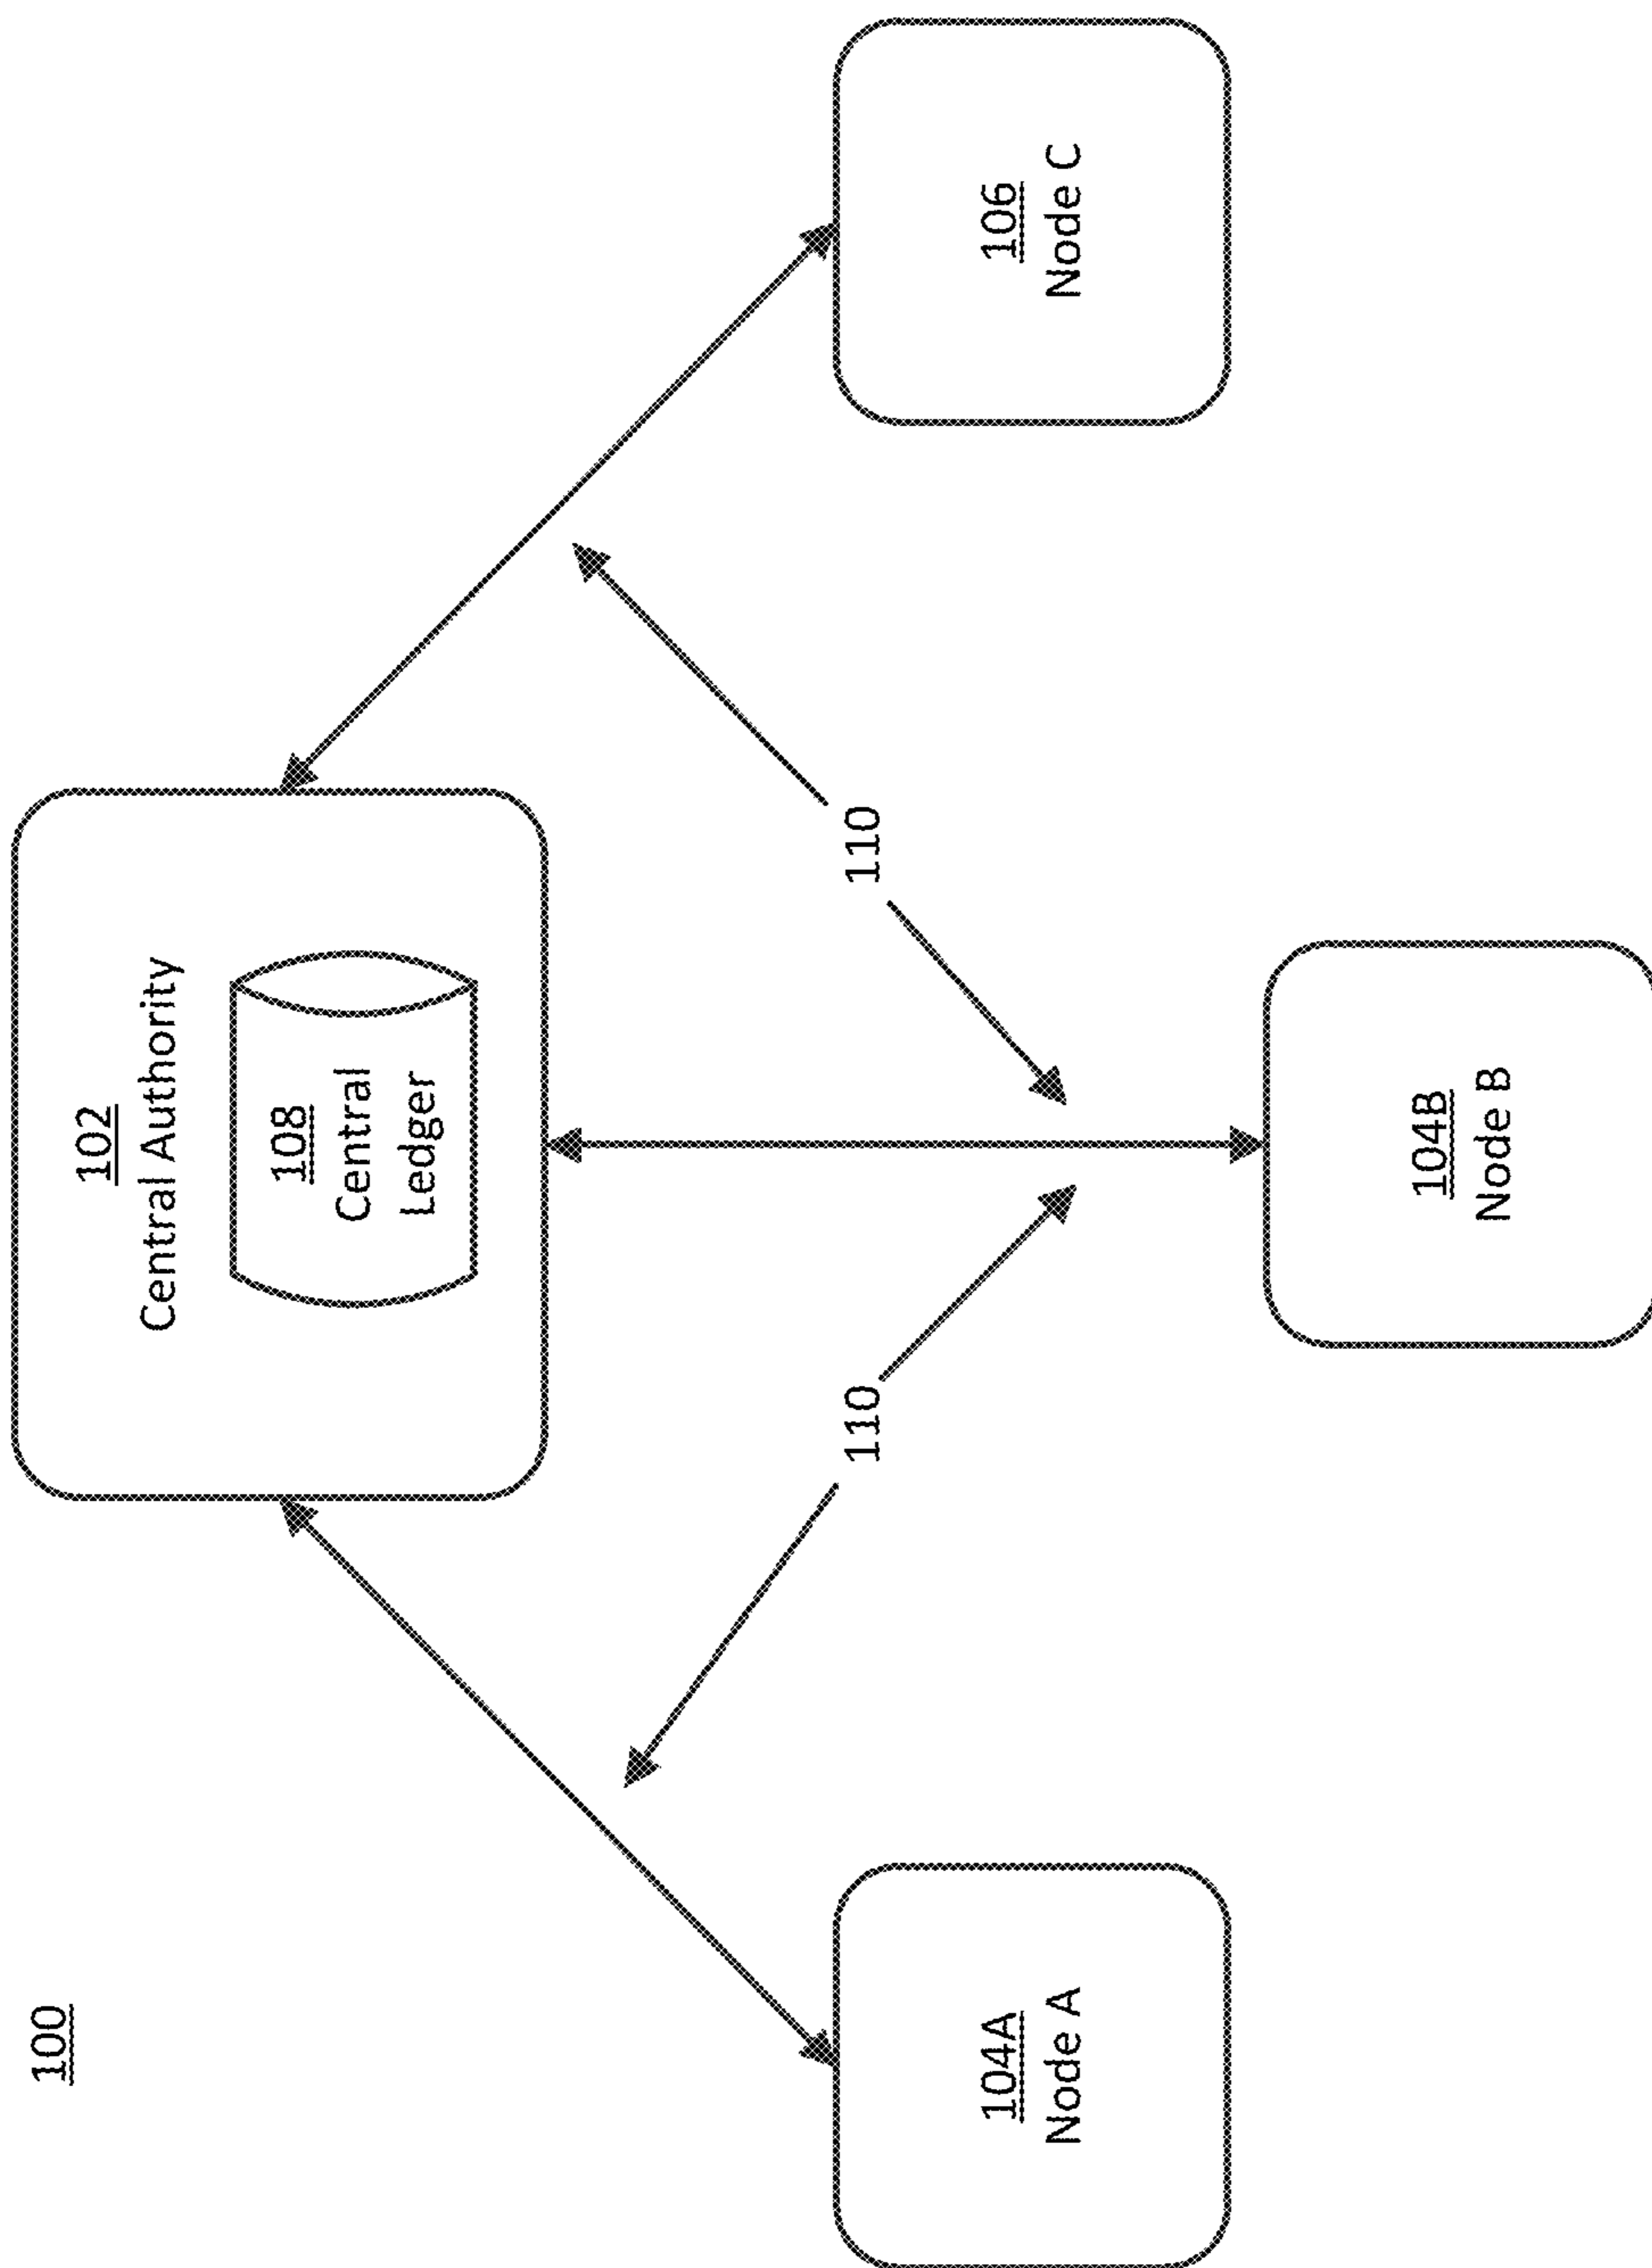 100
102
Central Authority
108
Central
Ledger
110
110
104A
Node A
104B
Node B
106
Node C